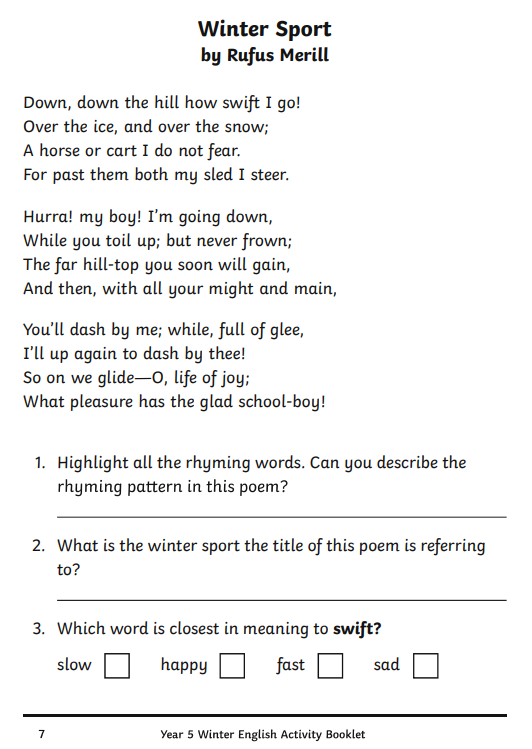 Winter Sport
by Rufus Merill
Down, down the hill how swift I go!
Over the ice, and over the snow;
A horse or cart I do not fear.
For past them both my sled I steer.
Hurra! my boy! I'm going down,
While you toil up; but never frown;
The far hill-top you soon will gain,
And then, with all your might and main,
You'll dash by me; while, full of glee,
I'll up again to dash by thee!
So on we glide—O, life of joy;
What pleasure has the glad school-boy!
1. Highlight all the rhyming words. Can you describe the
rhyming pattern in this poem?
2. What is the winter sport the title of this poem is referring
to?
3. Which word is closest in meaning to swift?
slow happy fast sad
7 Year 5 Winter English Activity Booklet